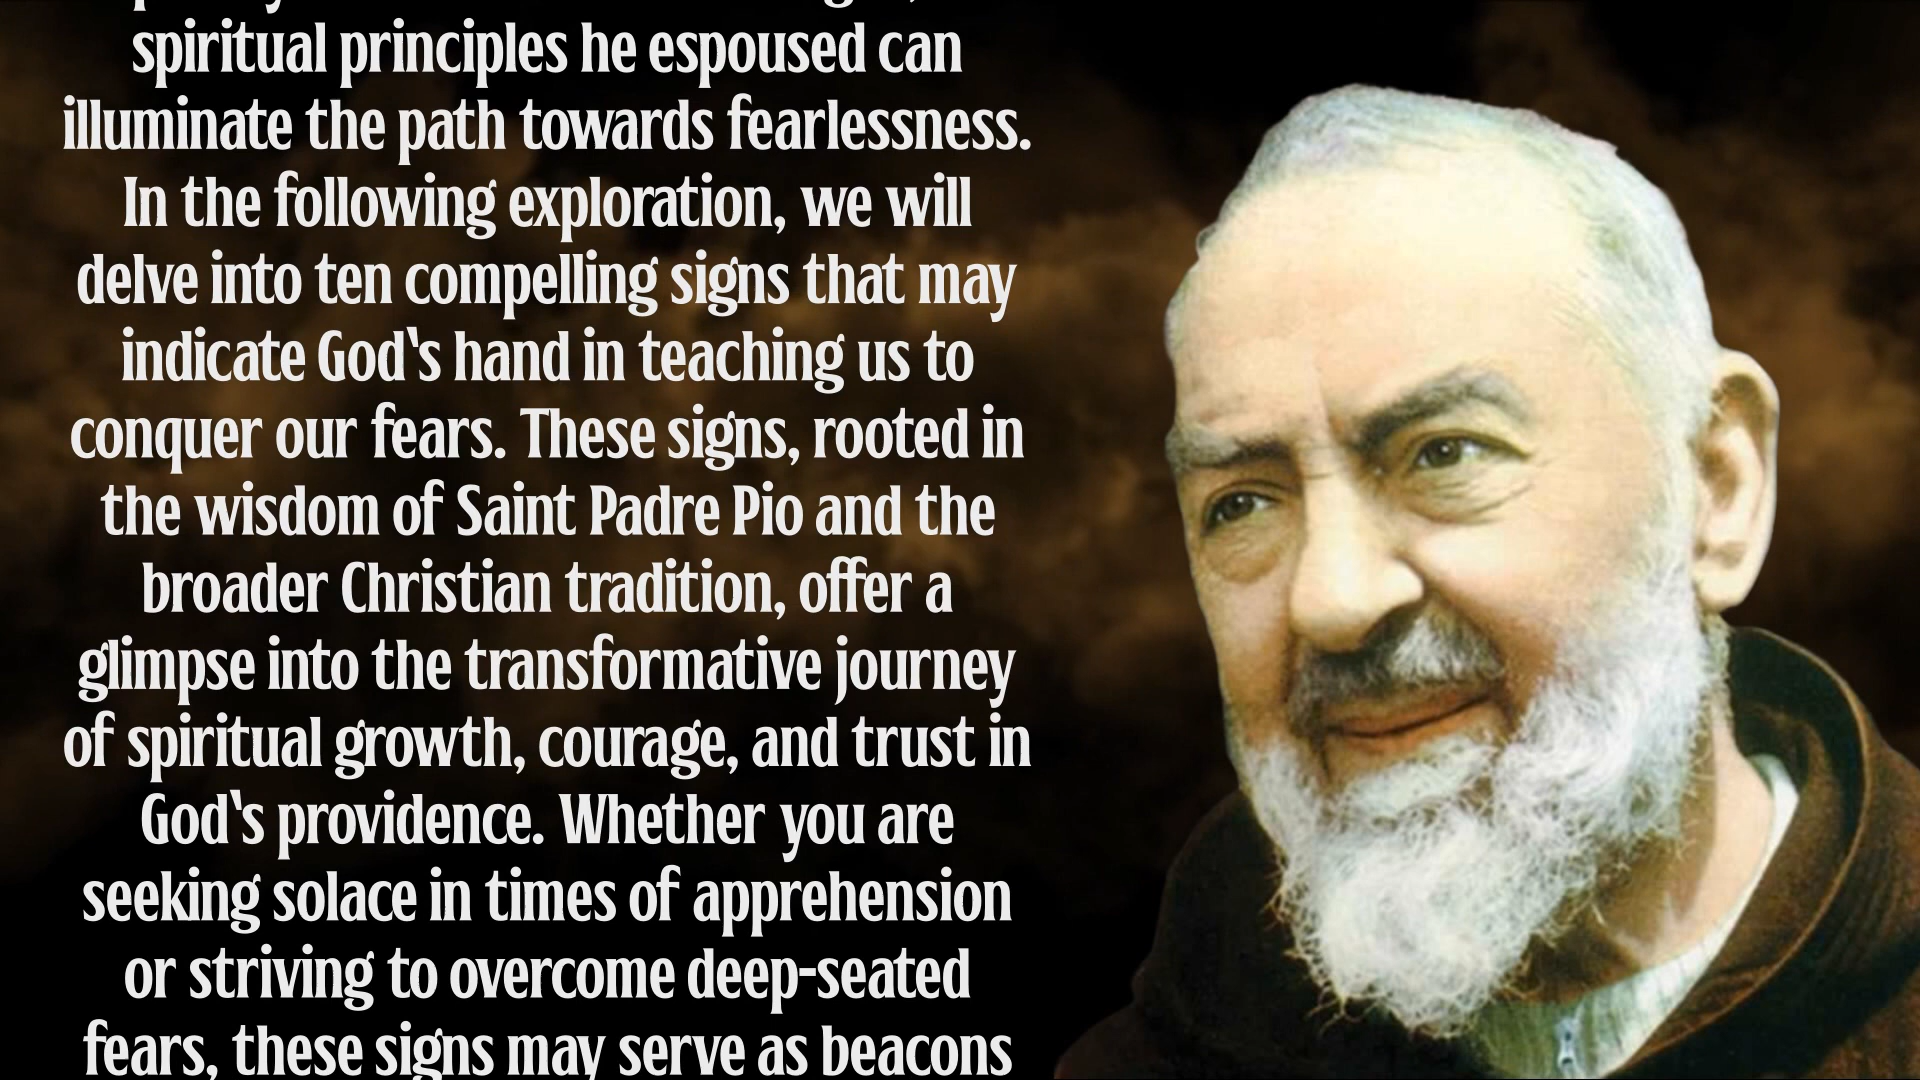 spiritual principles he espoused can
illuminate the path towards fearlessness.
In the following exploration, we will
delve into ten compelling signs that may
indicate God's hand in teaching us to
conquer our fears. These signs, rooted in
the wisdom of Saint Padre Pio and the
broader Christian tradition, offer a
glimpse into the transformative journey
of spiritual growth, courage, and trust in
God's providence. Whether you are
seeking solace in times of apprehension
or striving to overcome deep-seated
fears, these signs may serve as beacons